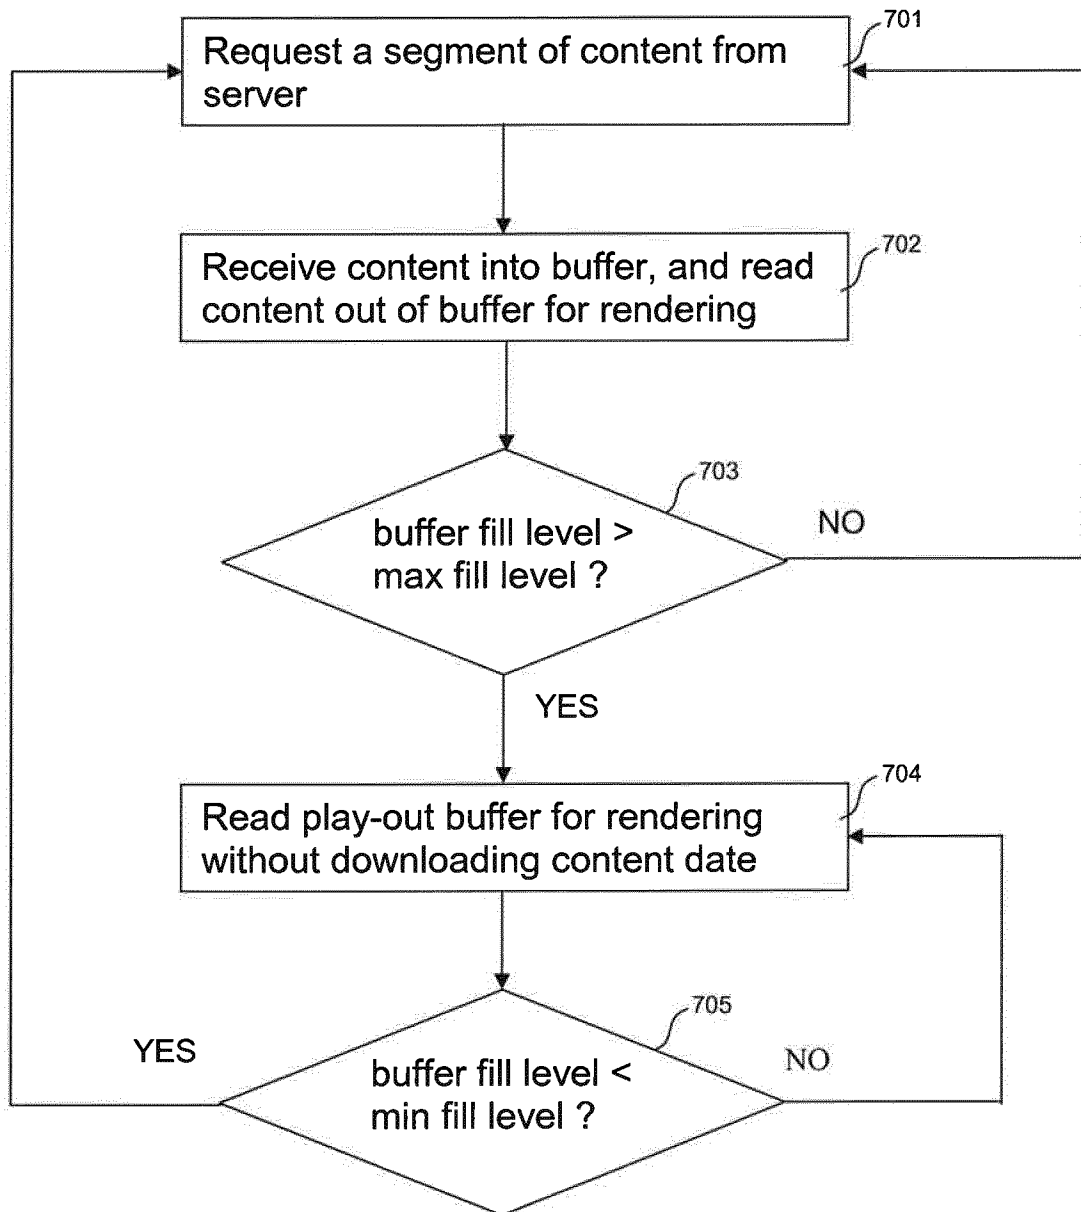 701
Request a segment of content from
server
702
Receive content into buffer, and read
content out of buffer for rendering
703
buffer fill level >
max fill level ?
NO
YES
704
Read play-out buffer for rendering
without downloading content date
705
YES
buffer fill level <
min fill level ?
NO